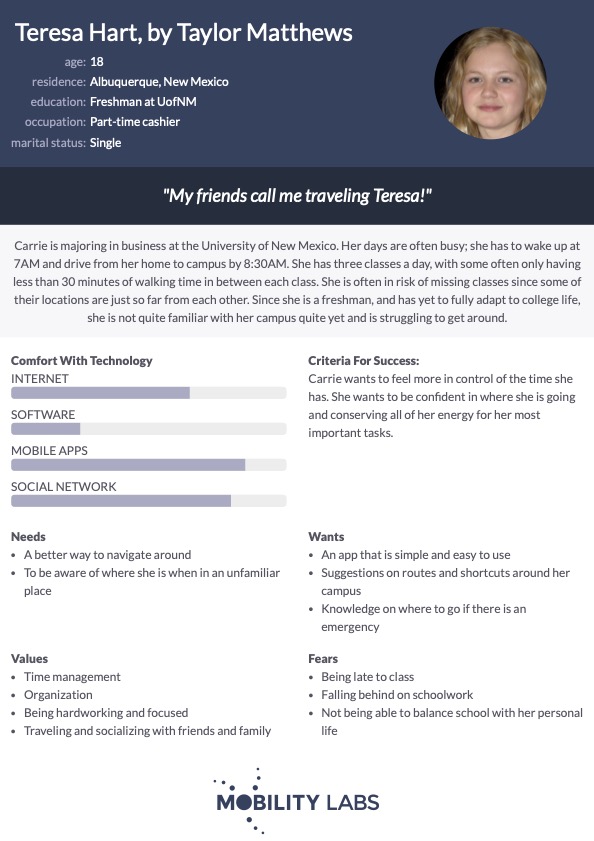 Teresa Hart, by Taylor Matthews
age: 18
residence: Albuquerque, New Mexico
education: Freshman at UofNM
occupation: Part-time cashier
marital status: Single
"My friends call me traveling Teresa!"
Carrie is majoring in business at the University of New Mexico. Her days are often busy; she has to wake up at
7AM and drive from her home to campus by 8:30AM. She has three classes a day, with some often only having
less than 30 minutes of walking time in between each class. She is often in risk of missing classes since some of
their locations are just so far from each other. Since she is a freshman, and has yet to fully adapt to college life,
she is not quite familiar with her campus quite yet and is struggling to get around.
Comfort With Technology
INTERNET
SOFTWARE
MOBILE APPS
SOCIAL NETWORK
Criteria For Success:
Carrie wants to feel more in control of the time she
has. She wants to be confident in where she is going
and conserving all of her energy for her most
important tasks.
Needs
• A better way to navigate around
• To be aware of where she is when in an unfamiliar
place
Wants
• An app that is simple and easy to use
• Suggestions on routes and shortcuts around her
campus
• Knowledge on where to go if there is an
emergency
Values
• Time management
• Organization
• Being hardworking and focused
• Traveling and socializing with friends and family
Fears
• Being late to class
• Falling behind on schoolwork
• Not being able to balance school with her personal
life
MOBILITY LABS